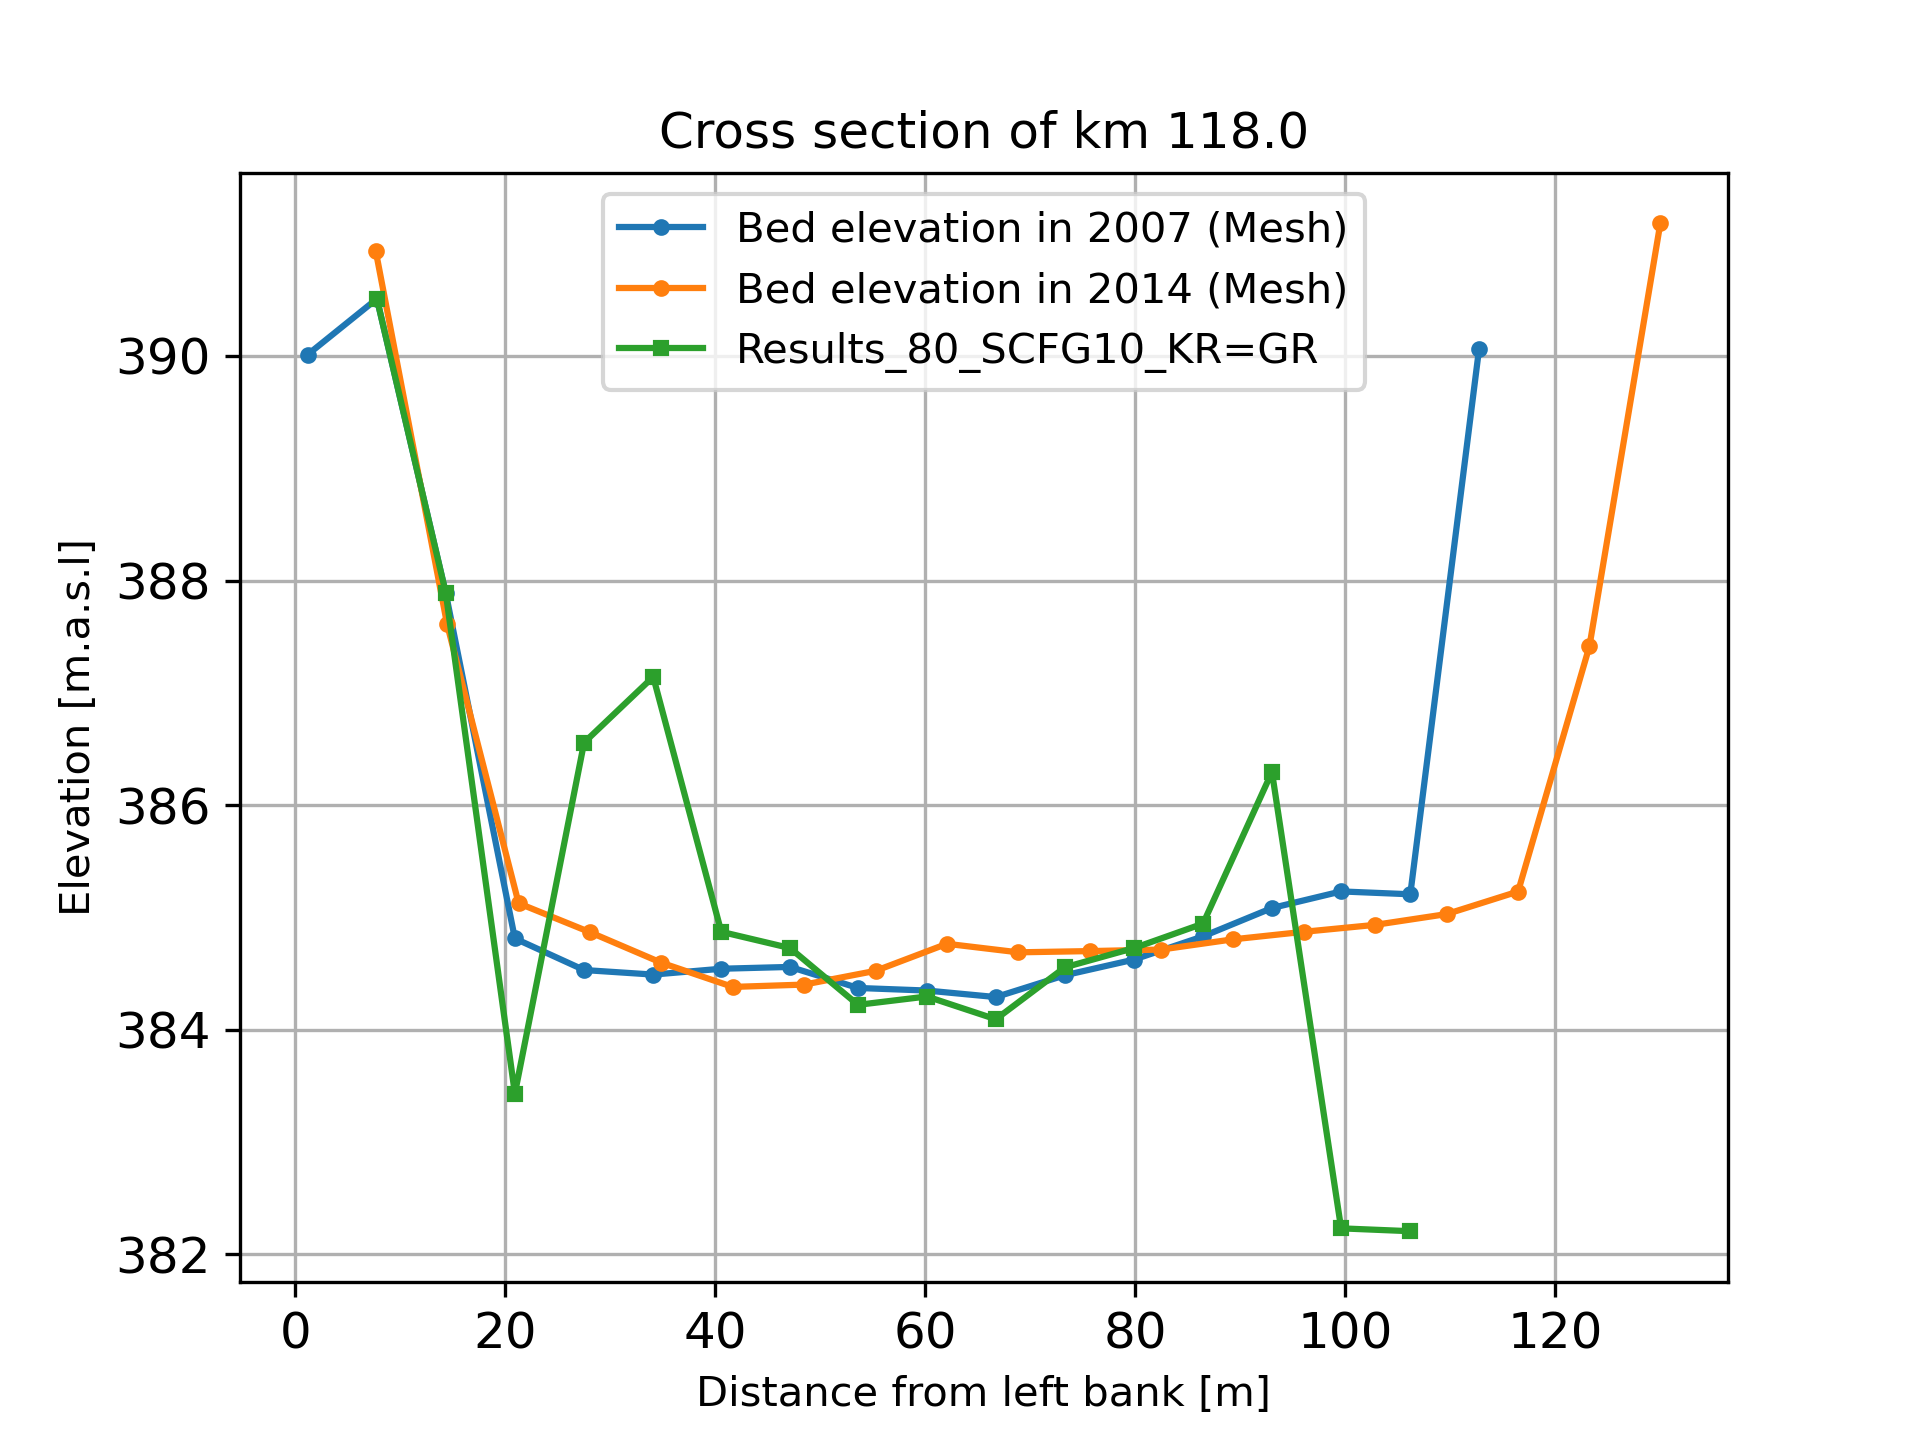 Cross section of km 118.0
Bed elevation in 2007 (Mesh)
Bed elevation in 2014 (Mesh)
Results_80_SCFG10_KR=GR
Elevation [m.a.s.l]
390
388
386
384
382
0 20 40 60 80 100 120
Distance from left bank [m]